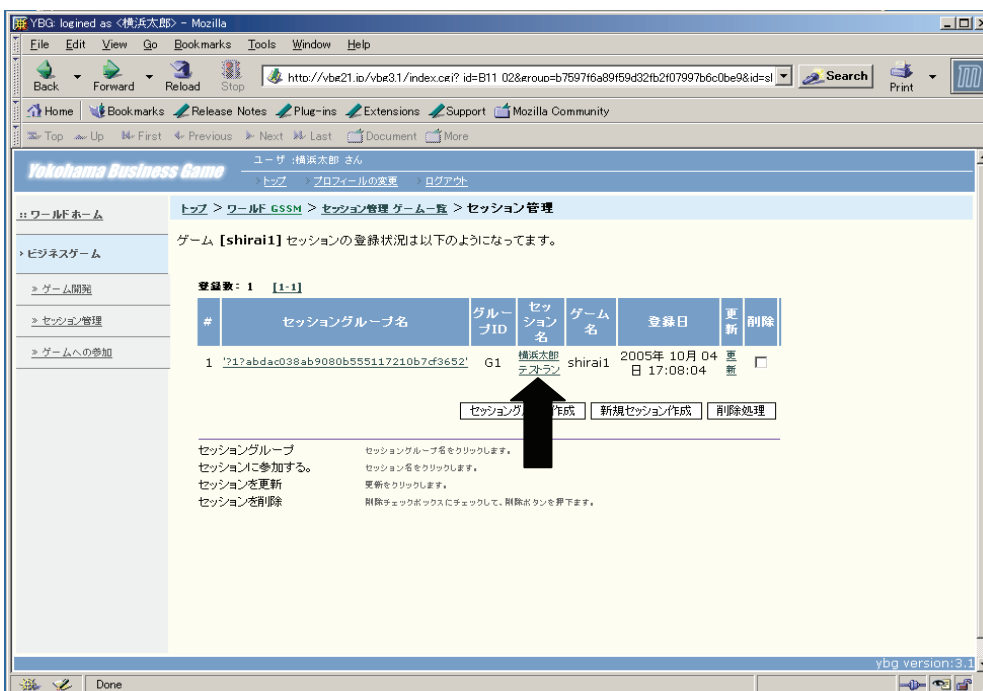 YBG: logined as <横浜太郎> - Mozilla
File Edit View Go Bookmarks Tools Window Help
Back Forward Reload Stop http://vbg21.jp/vbg3.1/index.cgi? id=B11 02&group=b7597f6a89f59d32fb2f07997b6c0be9&id=sl Search Print
Home Bookmarks Release Notes Plug-ins Extensions Support Mozilla Community
Top Up First Previous Next Last Document More
Yokohama Business Game
ユーザ :横浜太郎 さん
トップ プロフィールの変更 ログアウト
:: ワールドホーム
› ビジネスゲーム
» ゲーム開発
» セッション管理
» ゲームへの参加
トップ > ワールド GSSM > セッション管理 ゲーム一覧 > セッション管理
ゲーム [shirai1] セッションの登録状況は以下のようになってます。
登録数: 1 [1-1]
# セッショングループ名 グループID セッション名 ゲーム名 登録日 更新 削除
1 '?1?abdac038ab9080b555117210b7cf3652' G1 横浜太郎テストラン shirai1 2005年 10月 04日 17:08:04 更新
新規セッション作成 削除処理
セッショングループ セッショングループ名をクリックします。
セッションに参加する。 セッション名をクリックします。
セッションを更新 更新をクリックします。
セッションを削除 削除チェックボックスにチェックして、削除ボタンを押下ます。
ybg version:3.1
Done